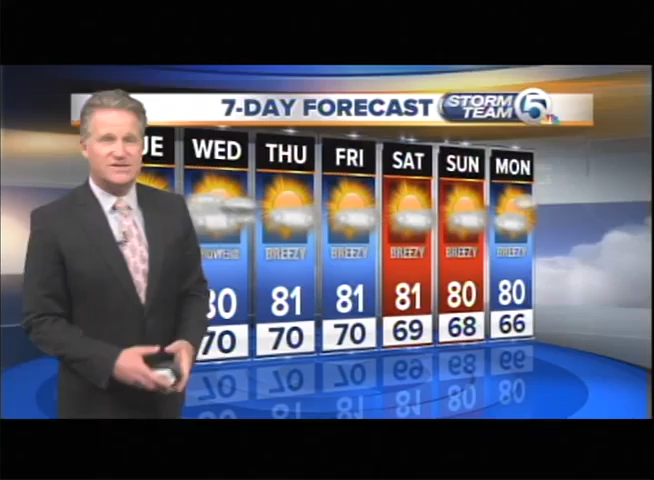 7-DAY FORECAST STORM TEAM 5
UE WED THU FRI SAT SUN MON
BREEZY BREEZY BREEZY BREEZY BREEZY
80 81 81 81 80 80
70 70 70 69 68 66